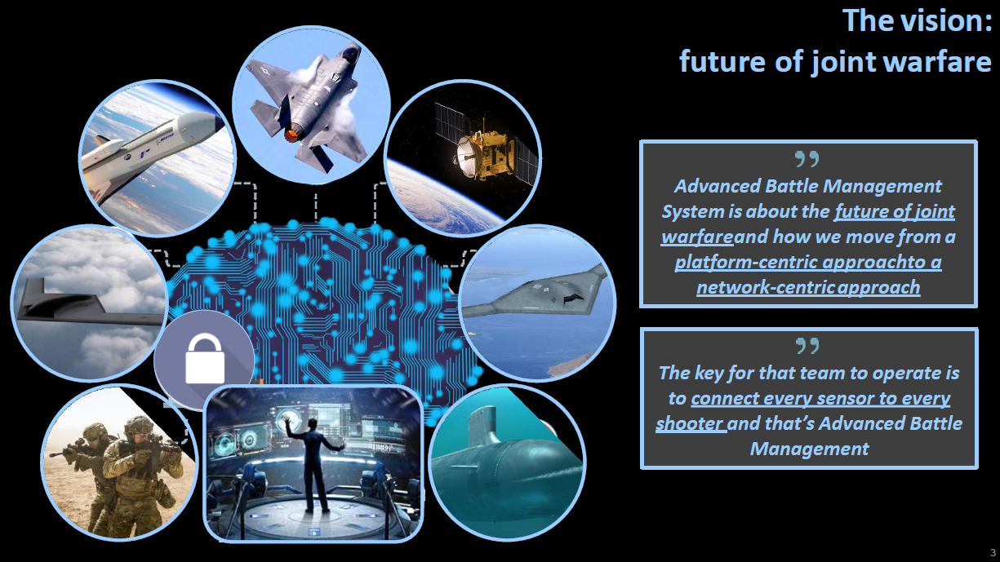 The vision:
future of joint warfare
”
Advanced Battle Management
System is about the future of joint
warfareand how we move from a
platform-centric approachto a
network-centric approach
”
The key for that team to operate is
to connect every sensor to every
shooter and that’s Advanced Battle
Management
3